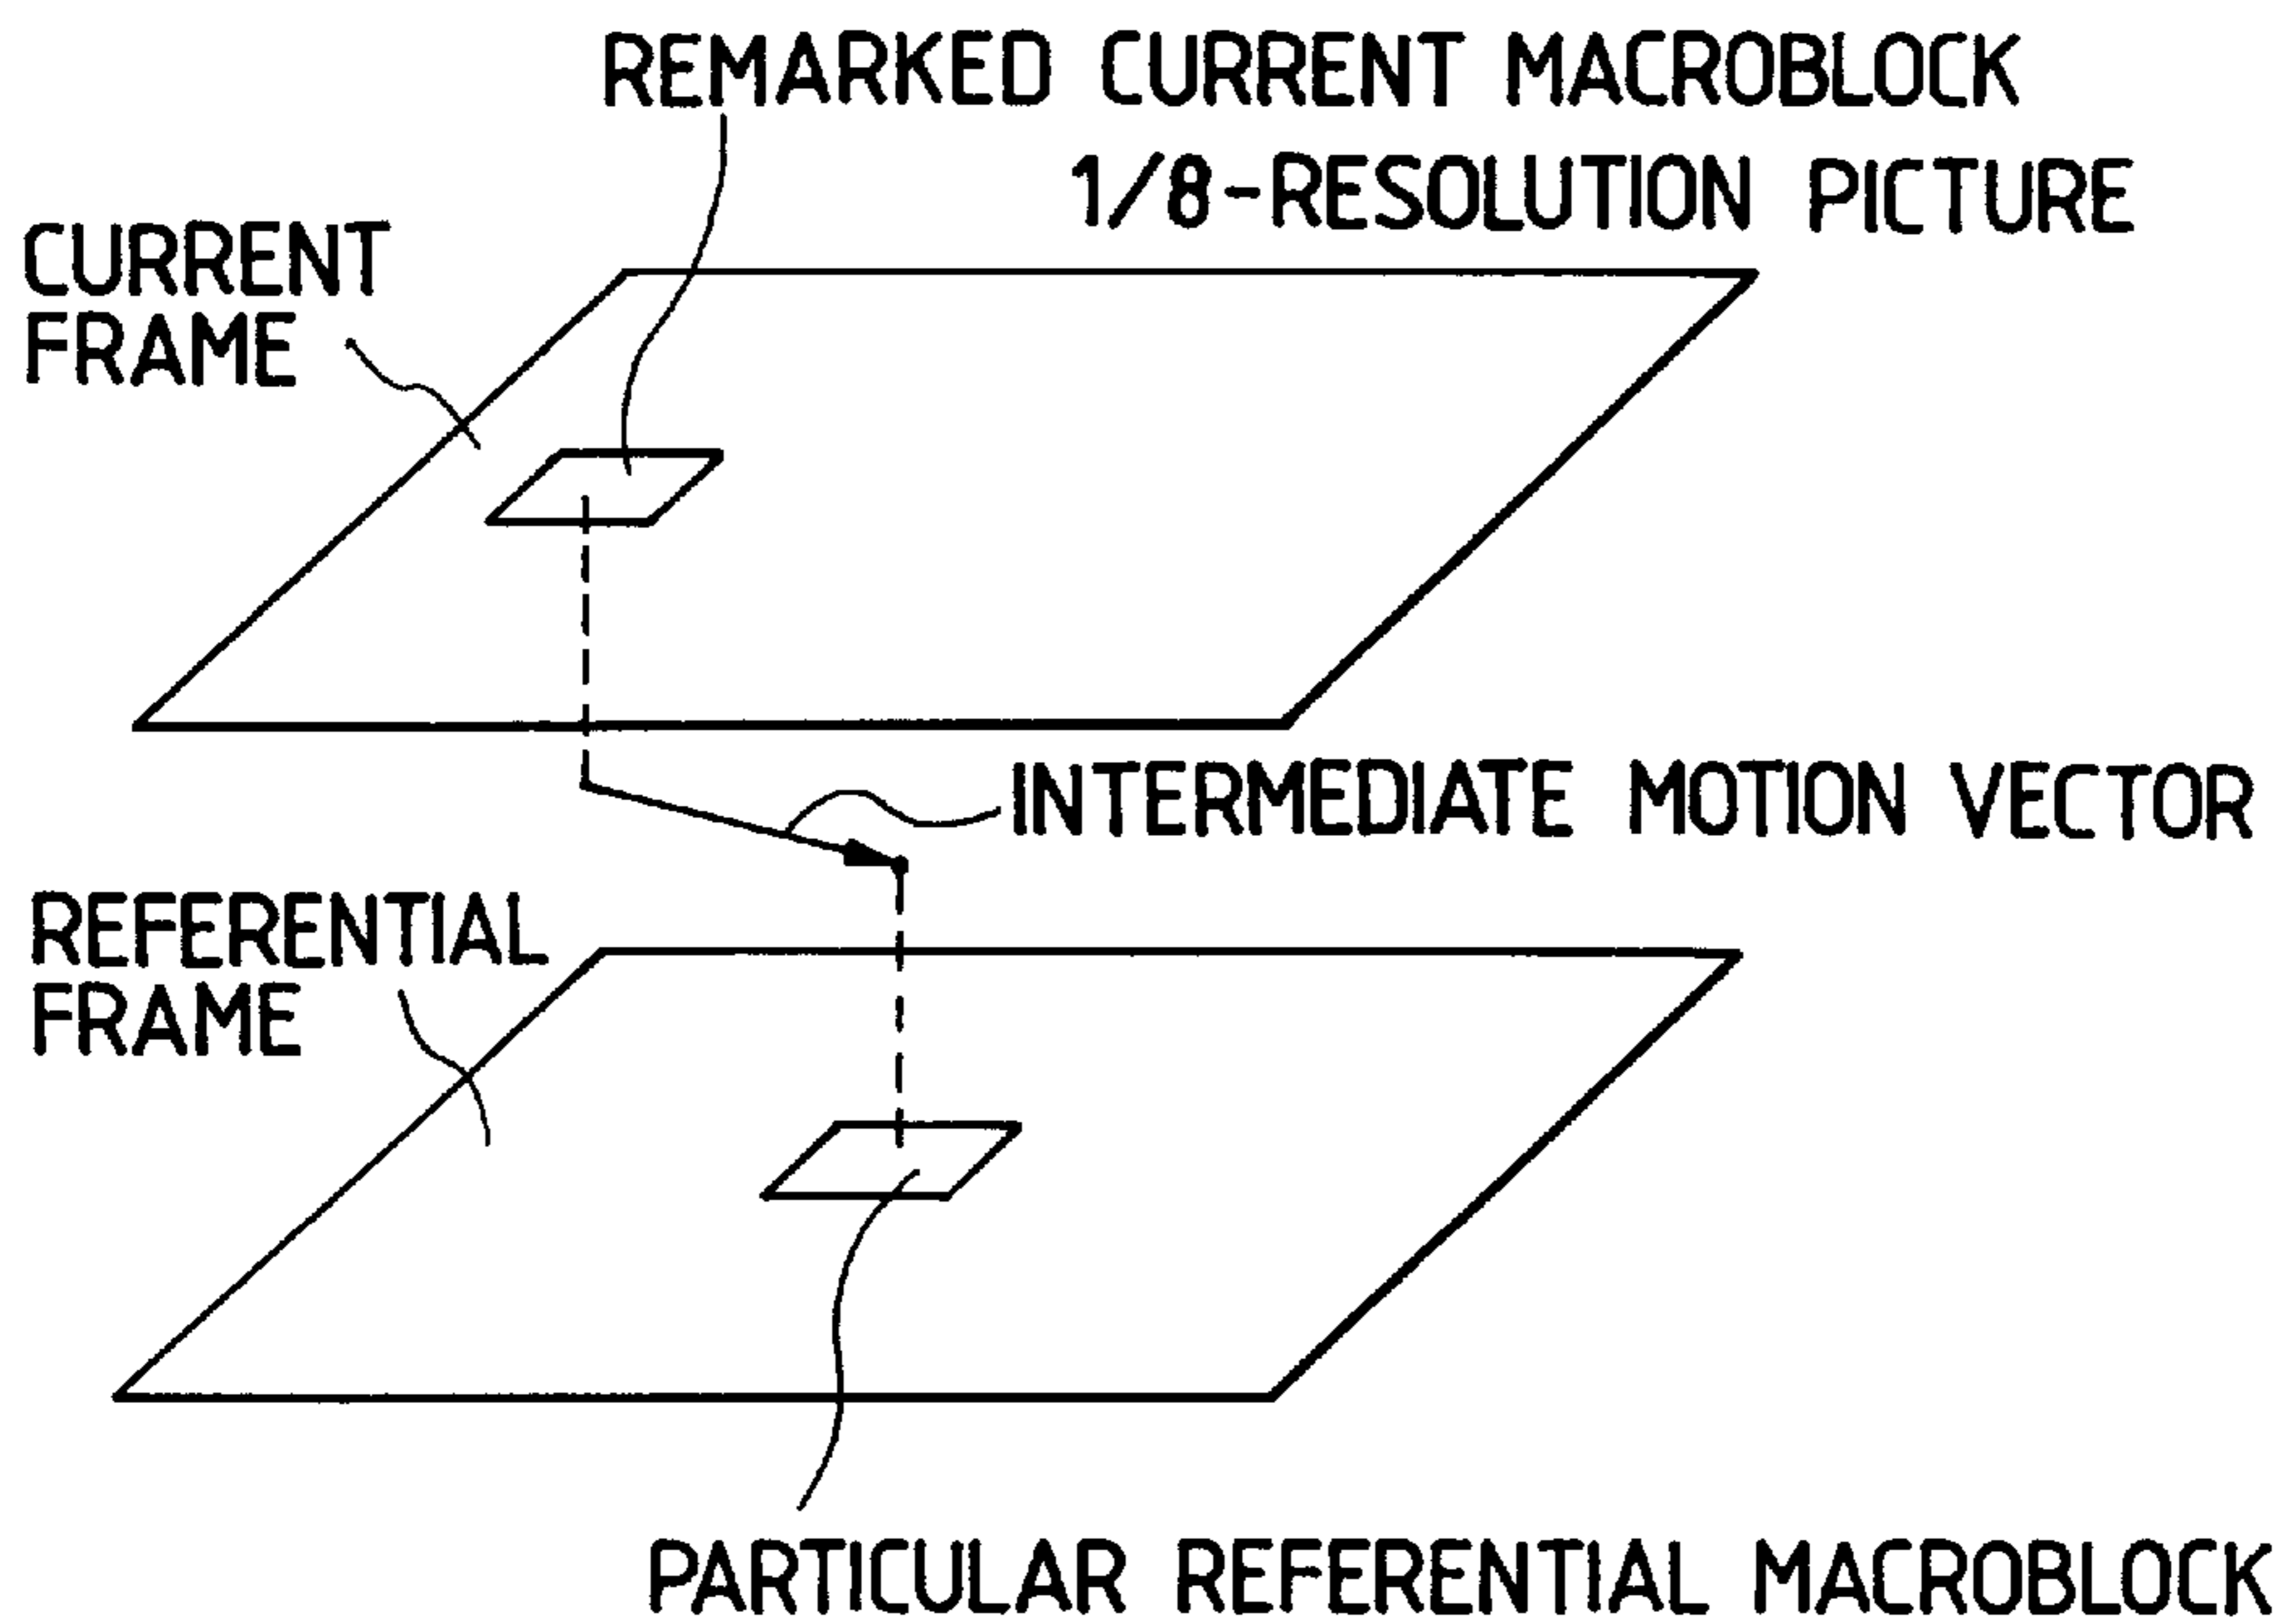 REMARKED CURRENT MACROBLOCK
1/8-RESOLUTION PICTURE
CURRENT
FRAME
INTERMEDIATE MOTION VECTOR
REFERENTIAL
FRAME
PARTICULAR REFERENTIAL MACROBLOCK